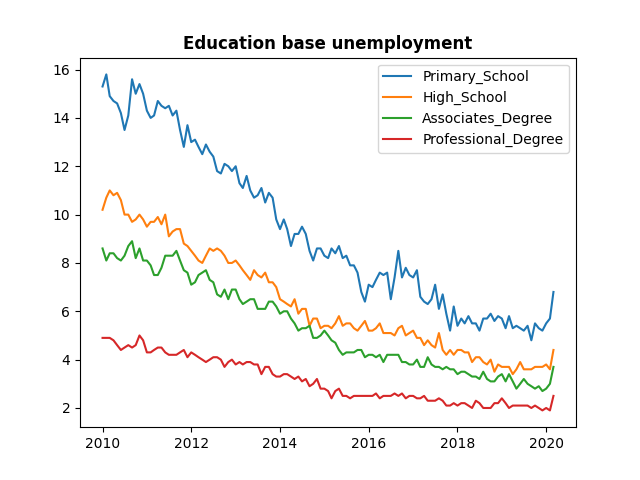 Education base unemployment
Primary_School
High_School
Associates_Degree
Professional_Degree
16
14
12
10
8
6
4
2
2010 2012 2014 2016 2018 2020